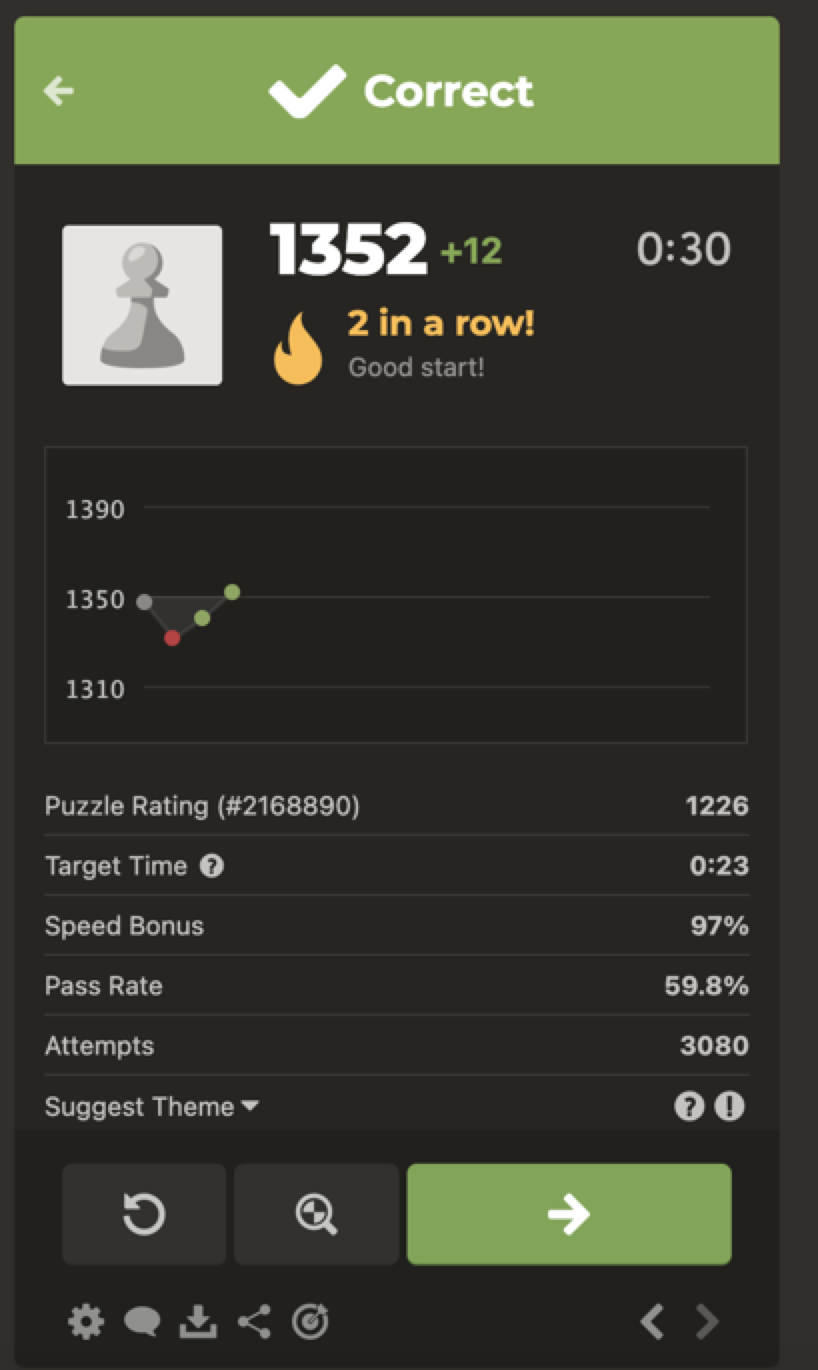 Correct
1352 +12 0:30
2 in a row!
Good start!
1390
1350
1310
Puzzle Rating (#2168890) 1226
Target Time ? 0:23
Speed Bonus 97%
Pass Rate 59.8%
Attempts 3080
Suggest Theme ? !